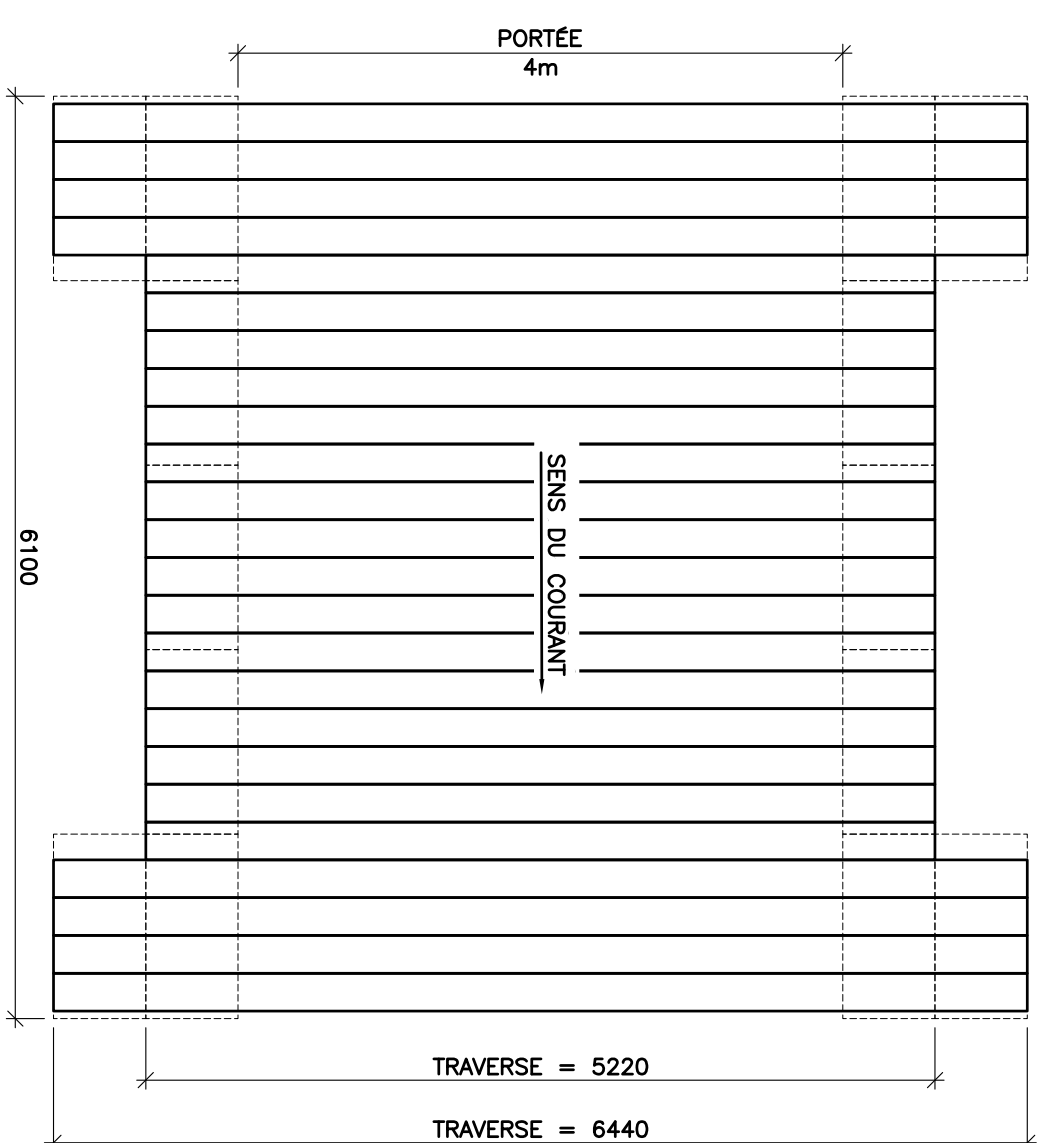 PORTÉE
4m
6100
SENS DU COURANT
TRAVERSE = 5220
TRAVERSE = 6440